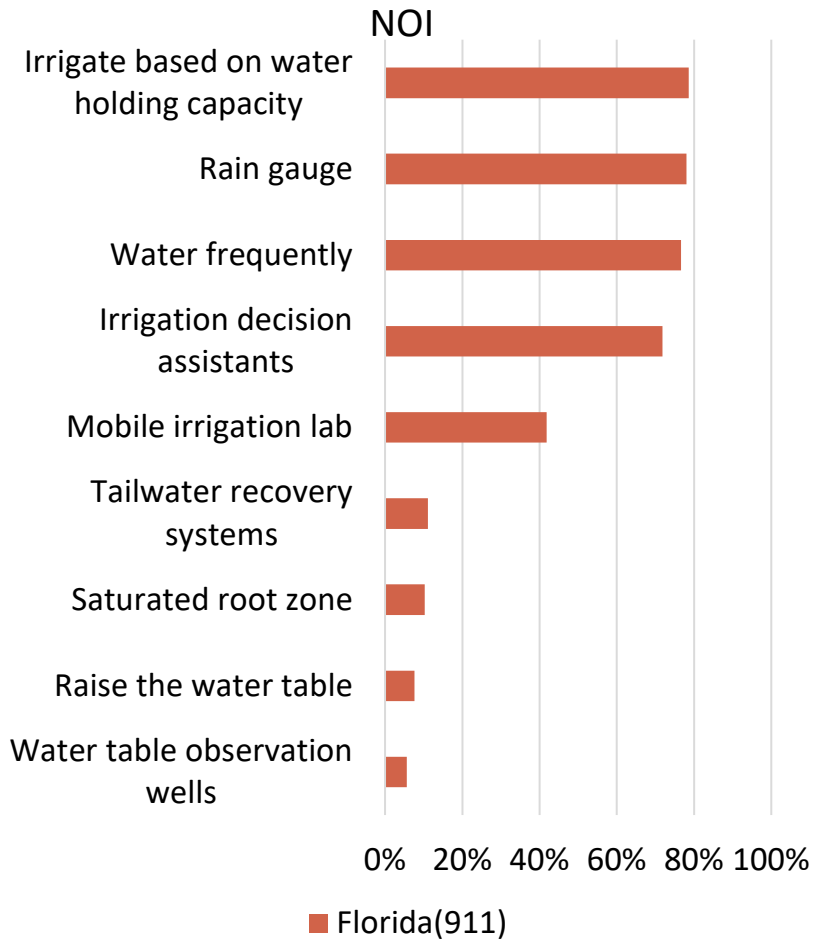 NOI
Irrigate based on water
holding capacity
Rain gauge
Water frequently
Irrigation decision
assistants
Mobile irrigation lab
Tailwater recovery
systems
Saturated root zone
Raise the water table
Water table observation
wells
0% 20% 40% 60% 80% 100%
Florida(911)